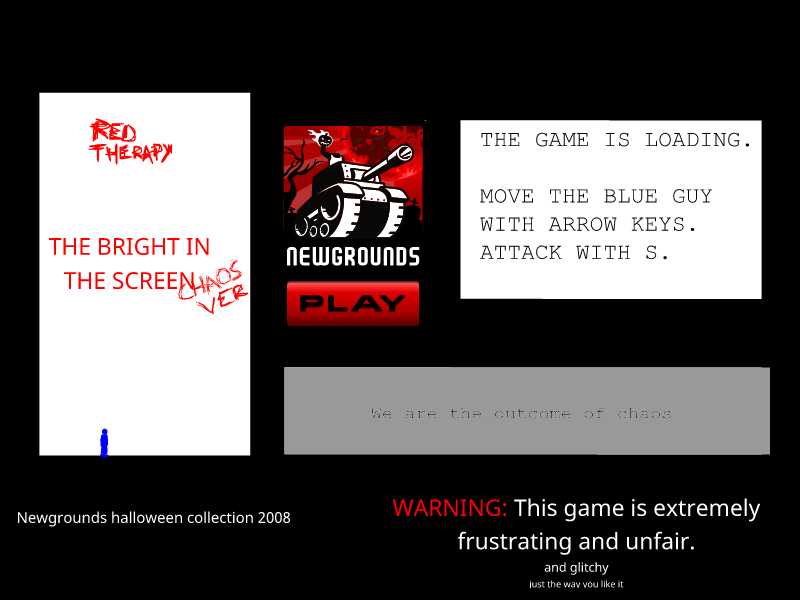 RED
THERAPY
THE BRIGHT IN
THE SCREEN
CHAOS
VER
NEWGROUNDS
PLAY
THE GAME IS LOADING.
MOVE THE BLUE GUY
WITH ARROW KEYS.
ATTACK WITH S.
We are the outcome of chaos
Newgrounds halloween collection 2008
WARNING: This game is extremely
frustrating and unfair.
and glitchy
just the way you like it